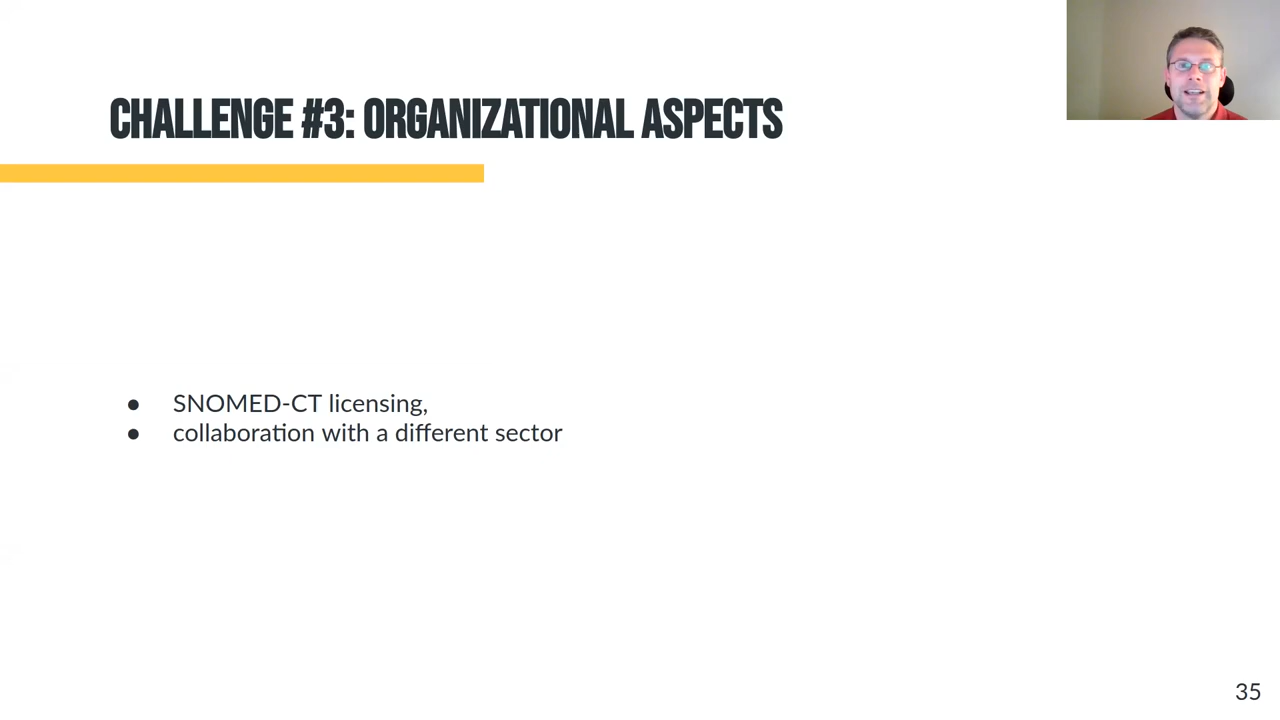 CHALLENGE #3: ORGANIZATIONAL ASPECTS
● SNOMED-CT licensing,
● collaboration with a different sector
35